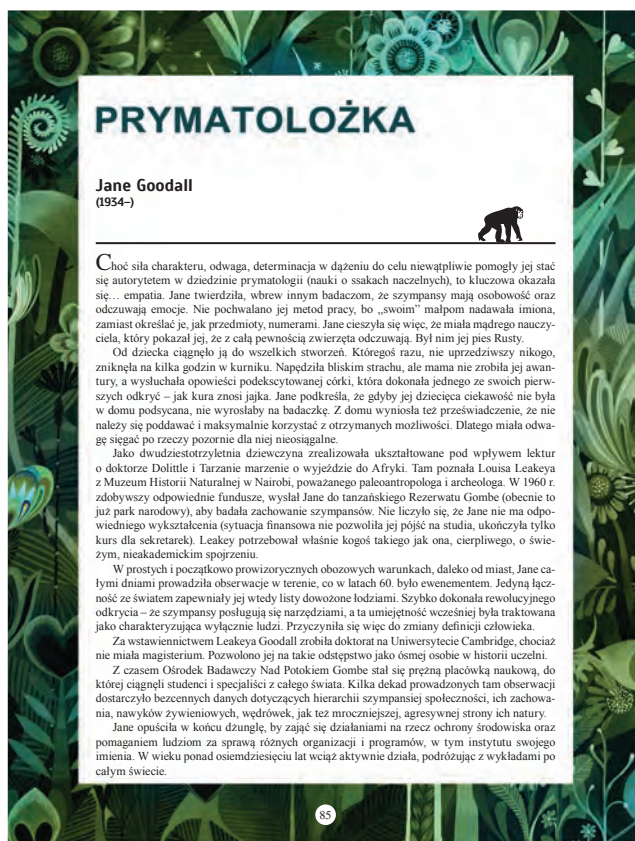 PRYMATOLOŻKA
Jane Goodall
(1934–)
Choć siła charakteru, odwaga, determinacja w dążeniu do celu niewątpliwie pomogły jej stać
się autorytetem w dziedzinie prymatologii (nauki o ssakach naczelnych), to kluczowa okazała
się… empatia. Jane twierdziła, wbrew innym badaczom, że szympansy mają osobowość oraz
odczuwają emocje. Nie pochwalano jej metod pracy, bo „swoim” małpom nadawała imiona,
zamiast określać je, jak przedmioty, numerami. Jane cieszyła się więc, że miała mądrego nauczy-
ciela, który pokazał jej, że z całą pewnością zwierzęta odczuwają. Był nim jej pies Rusty.
Od dziecka ciągnęło ją do wszelkich stworzeń. Któregoś razu, nie uprzedziwszy nikogo,
zniknęła na kilka godzin w kurniku. Napędziła bliskim strachu, ale mama nie zrobiła jej awan-
tury, a wysłuchała opowieści podekscytowanej córki, która dokonała jednego ze swoich pierw-
szych odkryć – jak kura znosi jajka. Jane podkreśla, że gdyby jej dziecięca ciekawość nie była
w domu podsycana, nie wyrosłaby na badaczkę. Z domu wyniosła też przeświadczenie, że nie
należy się poddawać i maksymalnie korzystać z otrzymanych możliwości. Dlatego miała odwa-
gę sięgać po rzeczy pozornie dla niej nieosiągalne.
Jako dwudziestotrzyletnia dziewczyna zrealizowała ukształtowane pod wpływem lektur
o doktorze Dolittle i Tarzanie marzenie o wyjeździe do Afryki. Tam poznała Louisa Leakeya
z Muzeum Historii Naturalnej w Nairobi, poważanego paleoantropologa i archeologa. W 1960 r.
zdobywszy odpowiednie fundusze, wysłał Jane do tanzańskiego Rezerwatu Gombe (obecnie to
już park narodowy), aby badała zachowanie szympansów. Nie liczyło się, że Jane nie ma odpo-
wiedniego wykształcenia (sytuacja finansowa nie pozwoliła jej pójść na studia, ukończyła tylko
kurs dla sekretarek). Leakey potrzebował właśnie kogoś takiego jak ona, cierpliwego, o świe-
żym, nieakademickim spojrzeniu.
W prostych i początkowo prowizorycznych obozowych warunkach, daleko od miast, Jane ca-
łymi dniami prowadziła obserwacje w terenie, co w latach 60. było ewenementem. Jedyną łącz-
ność ze światem zapewniały jej wtedy listy dowożone łodziami. Szybko dokonała rewolucyjnego
odkrycia – że szympansy posługują się narzędziami, a ta umiejętność wcześniej była traktowana
jako charakteryzująca wyłącznie ludzi. Przyczyniła się więc do zmiany definicji człowieka.
Za wstawiennictwem Leakeya Goodall zrobiła doktorat na Uniwersytecie Cambridge, chociaż
nie miała magisterium. Pozwolono jej na takie odstępstwo jako ósmej osobie w historii uczelni.
Z czasem Ośrodek Badawczy Nad Potokiem Gombe stał się prężną placówką naukową, do
której ciągnęli studenci i specjaliści z całego świata. Kilka dekad prowadzonych tam obserwacji
dostarczyło bezcennych danych dotyczących hierarchii szympansiej społeczności, ich zachowa-
nia, nawyków żywieniowych, wędrówek, jak też mroczniejszej, agresywnej strony ich natury.
Jane opuściła w końcu dżunglę, by zająć się działaniami na rzecz ochrony środowiska oraz
pomaganiem ludziom za sprawą różnych organizacji i programów, w tym instytutu swojego
imienia. W wieku ponad osiemdziesięciu lat wciąż aktywnie działa, podróżując z wykładami po
całym świecie.
85